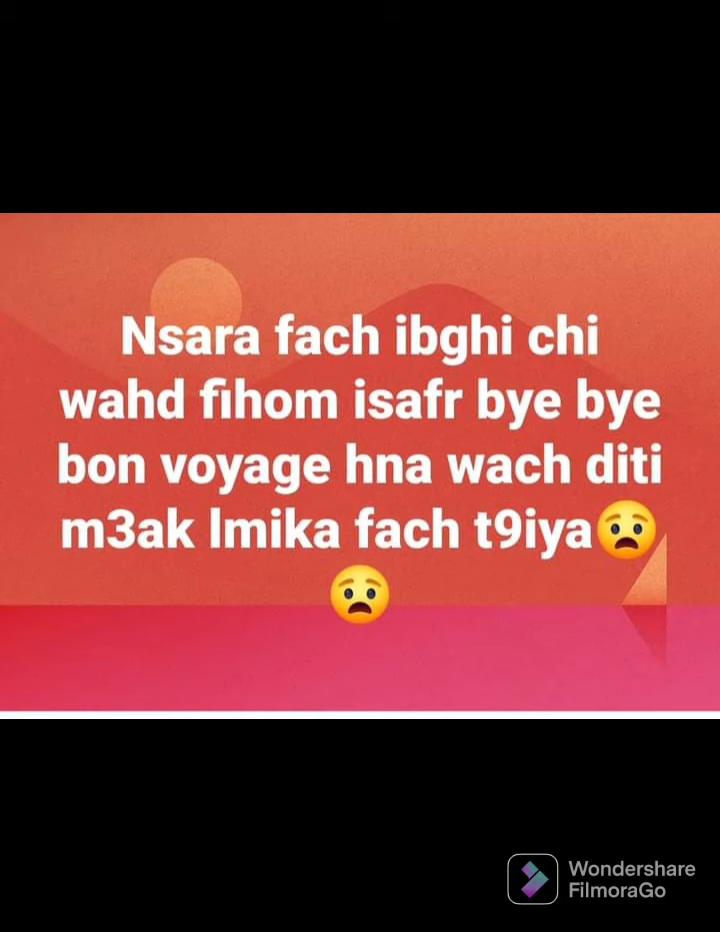 Nsara fach ibghi chi
wahd fihom isafr bye bye
bon voyage hna wach diti
m3ak lmika fach t9iya😧
😧
Wondershare
FilmoraGo